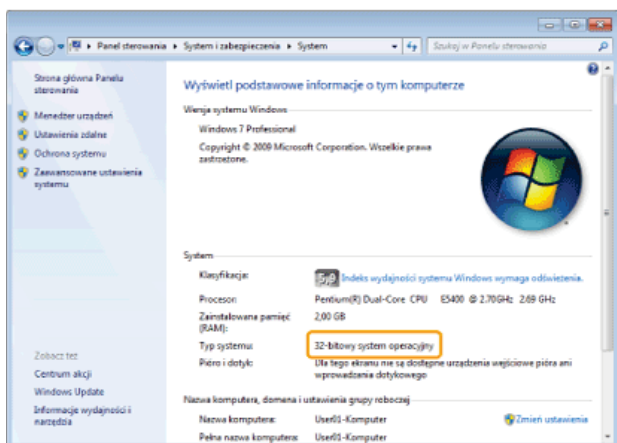 Panel sterowania ▸ System i zabezpieczenia ▸ System
Szukaj w Panelu sterowania
Strona główna Panelu
sterowania
Menedżer urządzeń
Ustawienia zdalne
Ochrona systemu
Zaawansowane ustawienia
systemu
Zobacz też
Centrum akcji
Windows Update
Informacje wydajności i
narzędzia
Wyświetl podstawowe informacje o tym komputerze
Wersja systemu Windows
Windows 7 Professional
Copyright © 2009 Microsoft Corporation. Wszelkie prawa
zastrzeżone.
System
Klasyfikacja: 5,9 Indeks wydajności systemu Windows wymaga odświeżenia.
Procesor: Pentium(R) Dual-Core CPU E5400 @ 2.70GHz 2.69 GHz
Zainstalowana pamięć
(RAM): 2,00 GB
Typ systemu: 32-bitowy system operacyjny
Pióro i dotyk: Dla tego ekranu nie są dostępne urządzenia wejściowe pióra ani
wprowadzania dotykowego
Nazwa komputera, domena i ustawienia grupy roboczej
Nazwa komputera: User01-Komputer Zmień ustawienia
Pełna nazwa komputera: User01-Komputer